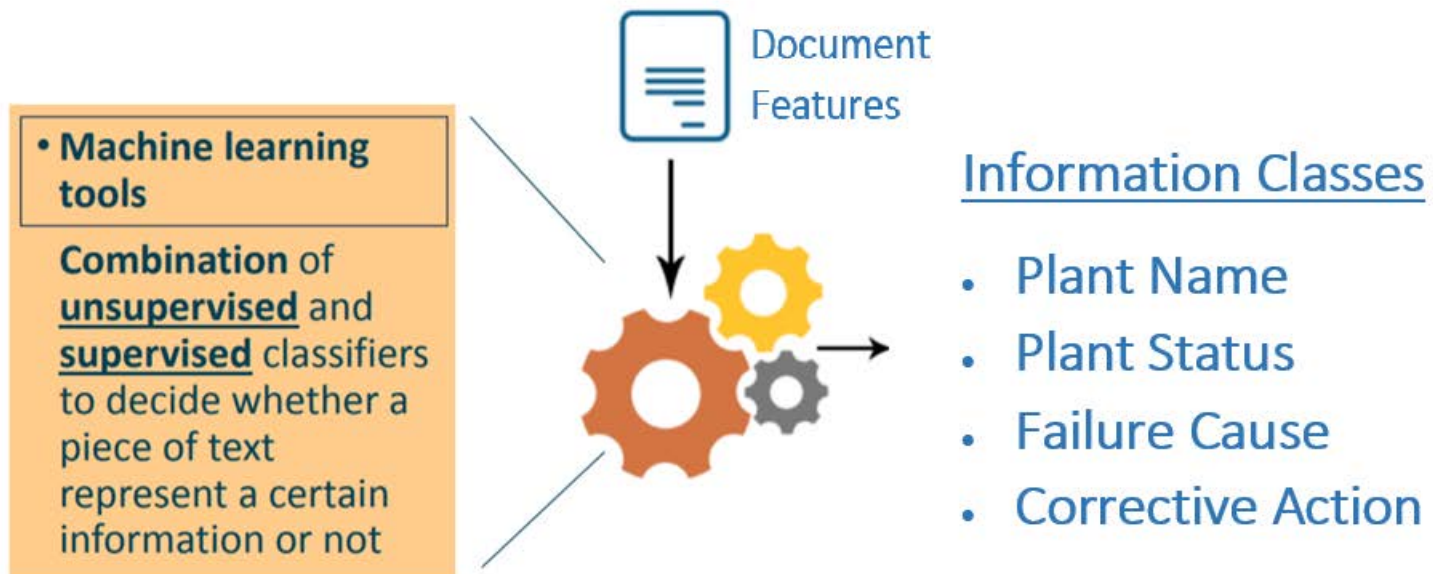 Document
Features
• Machine learning
tools
Combination of
unsupervised and
supervised classifiers
to decide whether a
piece of text
represent a certain
information or not
Information Classes
• Plant Name
• Plant Status
• Failure Cause
• Corrective Action